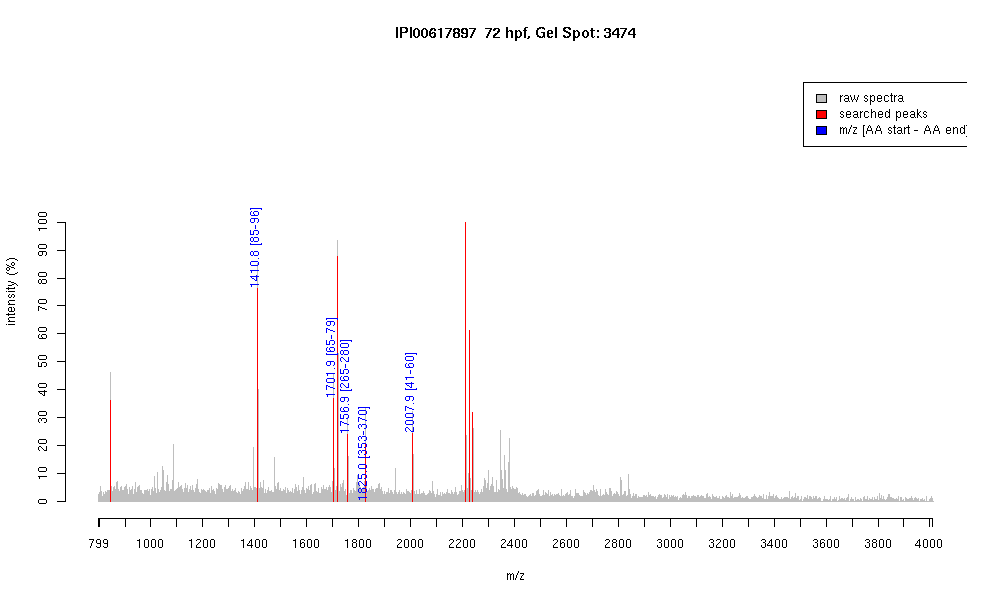 IPI00617897 72 hpf, Gel Spot: 3474
raw spectra
searched peaks
m/z [AA start - AA end]
intensity (%)
100
90
80
70
60
50
40
30
20
10
0
1410.8 [85-96]
1701.9 [65-79]
1756.9 [265-280]
1825.0 [353-370]
2007.9 [41-60]
799 1000 1200 1400 1600 1800 2000 2200 2400 2600 2800 3000 3200 3400 3600 3800 4000
m/z